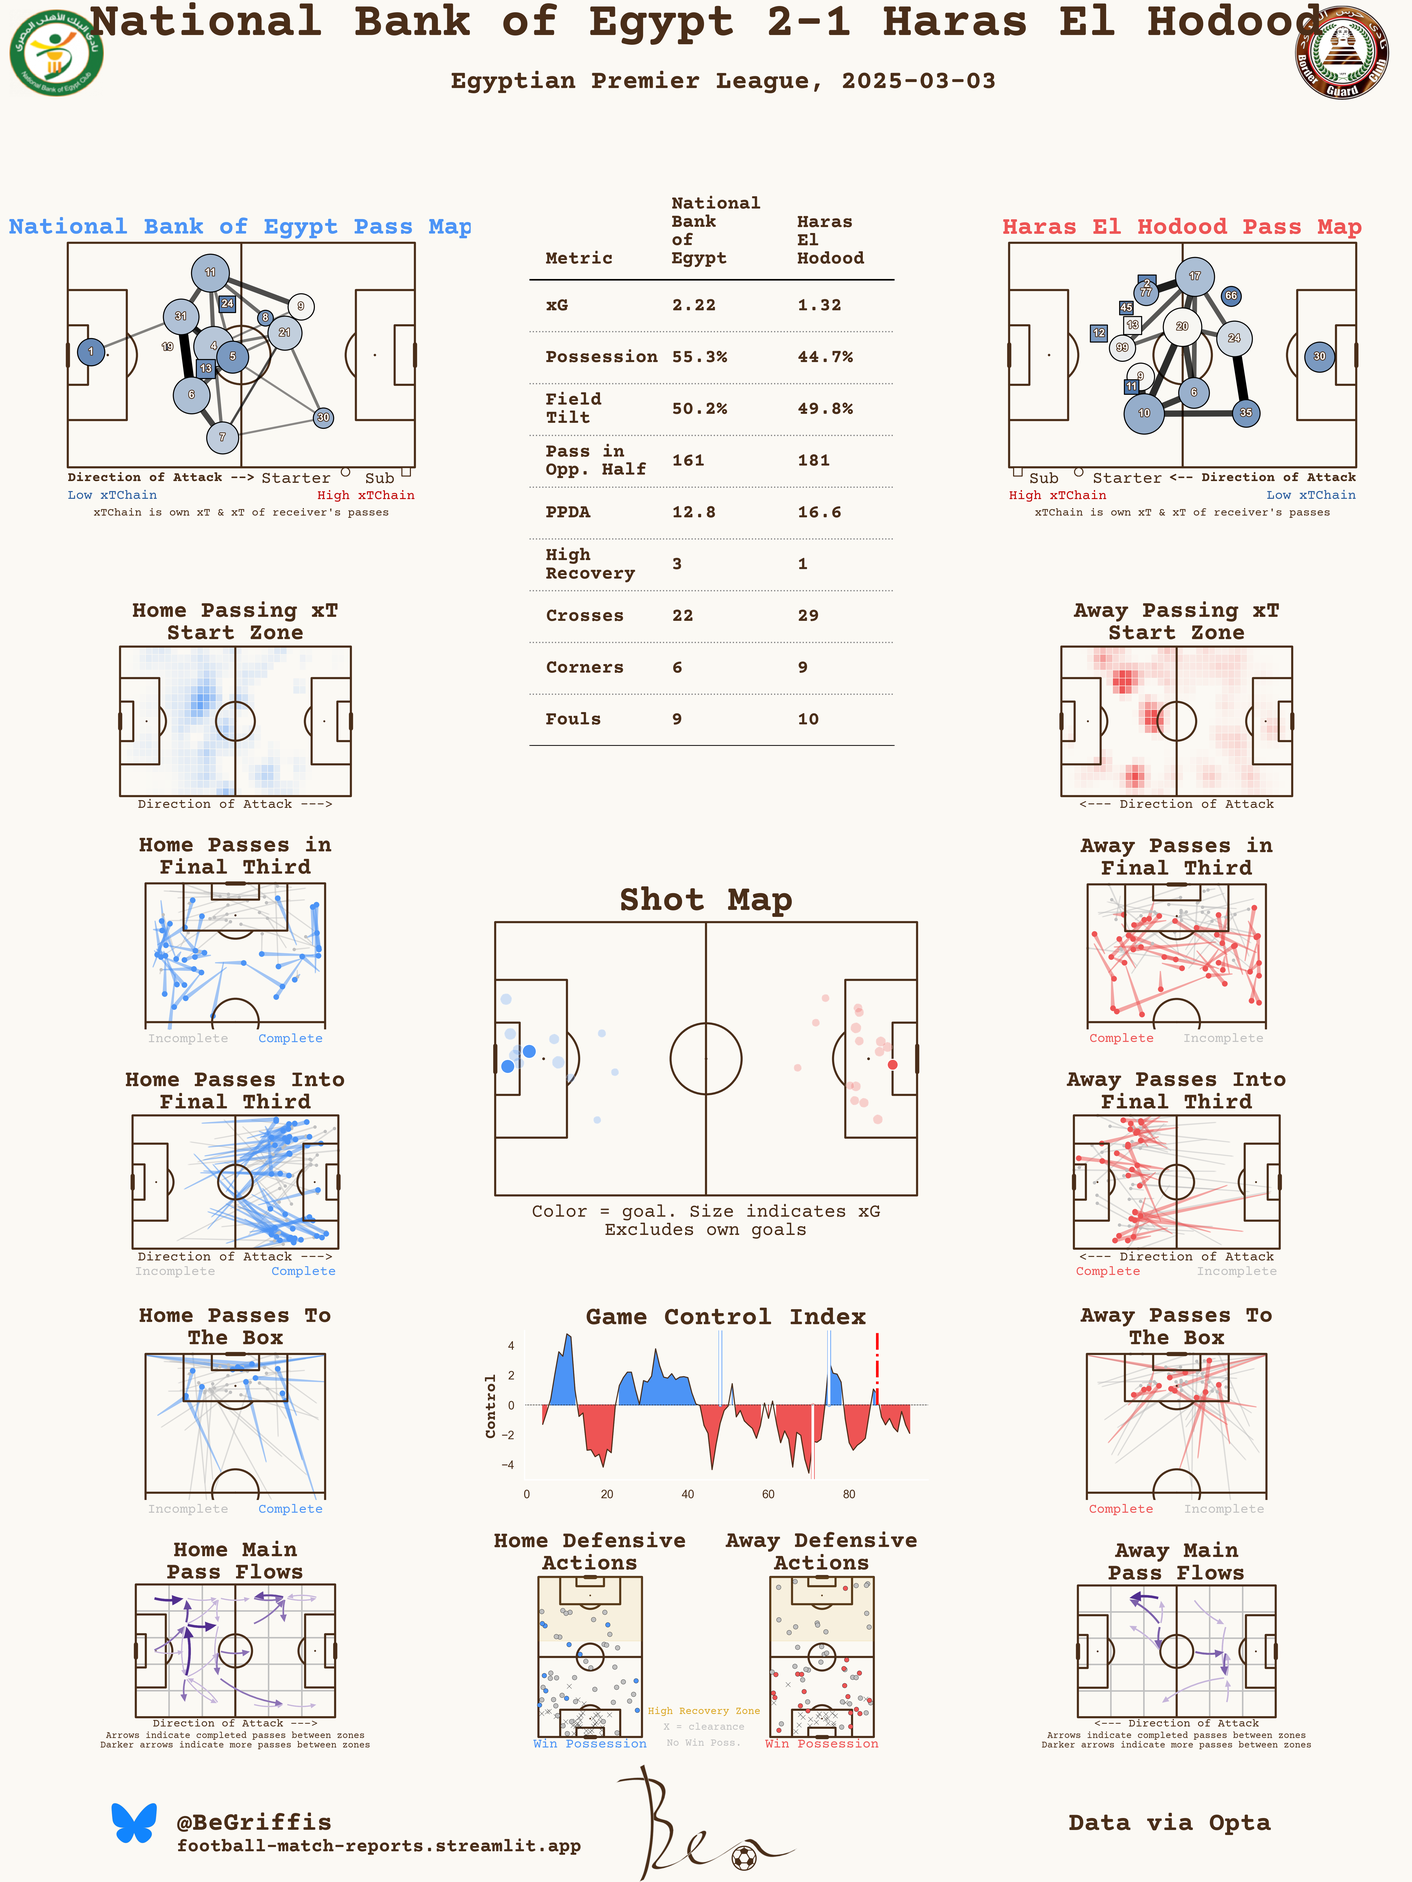 National Bank of Egypt 2-1 Haras El Hodood
Egyptian Premier League, 2025-03-03
National Bank of Egypt Pass Map
11
24
9
31
8
21
19
4
1
5
13
6
30
7
Direction of Attack --> Starter Sub
Low xTChain High xTChain
xTChain is own xT & xT of receiver's passes
Metric National Bank of Egypt Haras El Hodood
xG 2.22 1.32
Possession 55.3% 44.7%
Field Tilt 50.2% 49.8%
Pass in Opp. Half 161 181
PPDA 12.8 16.6
High Recovery 3 1
Crosses 22 29
Corners 6 9
Fouls 9 10
Haras El Hodood Pass Map
17
2
77
66
45
13
20
12
24
99
30
9
11
6
10
35
Sub Starter <-- Direction of Attack
High xTChain Low xTChain
xTChain is own xT & xT of receiver's passes
Home Passing xT
Start Zone
Direction of Attack --->
Away Passing xT
Start Zone
<--- Direction of Attack
Home Passes in
Final Third
Incomplete Complete
Away Passes in
Final Third
Complete Incomplete
Shot Map
Color = goal. Size indicates xG
Excludes own goals
Home Passes Into
Final Third
Direction of Attack --->
Incomplete Complete
Away Passes Into
Final Third
<--- Direction of Attack
Complete Incomplete
Home Passes To
The Box
Incomplete Complete
Game Control Index
Control
4
2
0
−2
−4
0 20 40 60 80
Away Passes To
The Box
Complete Incomplete
Home Main
Pass Flows
Direction of Attack --->
Arrows indicate completed passes between zones
Darker arrows indicate more passes between zones
Home Defensive
Actions
Win Possession
Away Defensive
Actions
Win Possession
High Recovery Zone
X = clearance
No Win Poss.
Away Main
Pass Flows
<--- Direction of Attack
Arrows indicate completed passes between zones
Darker arrows indicate more passes between zones
@BeGriffis
football-match-reports.streamlit.app
Ben
Data via Opta
National Bank of Egypt Club
Border Guard Club